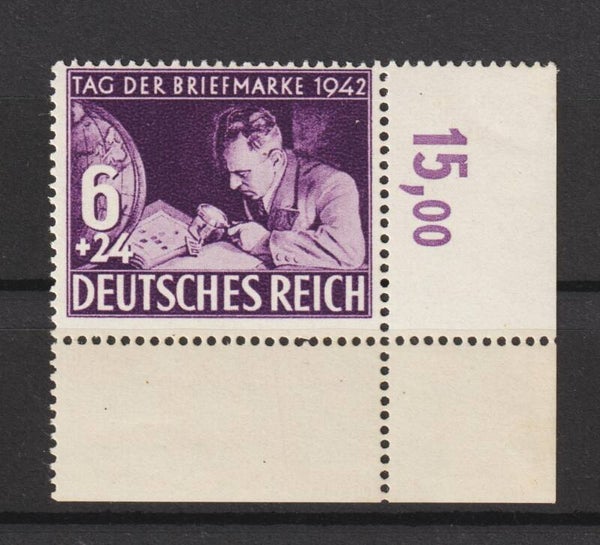 TAG DER BRIEFMARKE 1942
6
+24
DEUTSCHES REICH
15,00